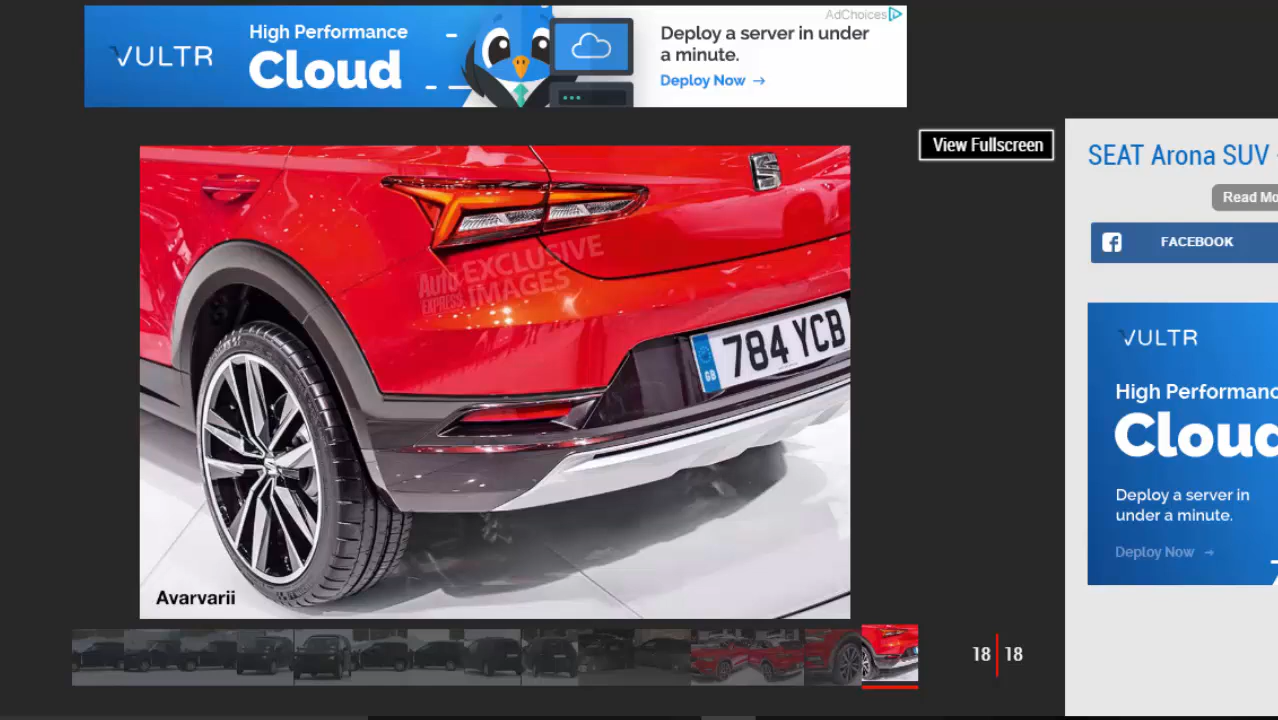 AdChoices
VULTR
High Performance
Cloud
Deploy a server in under
a minute.
Deploy Now →
View Fullscreen
SEAT Arona SUV
Read Mo
FACEBOOK
Auto EXPRESS EXCLUSIVE
IMAGES
GB
784 YCB
Avarvarii
18 18
VULTR
High Performanc
Cloud
Deploy a server in
under a minute.
Deploy Now →